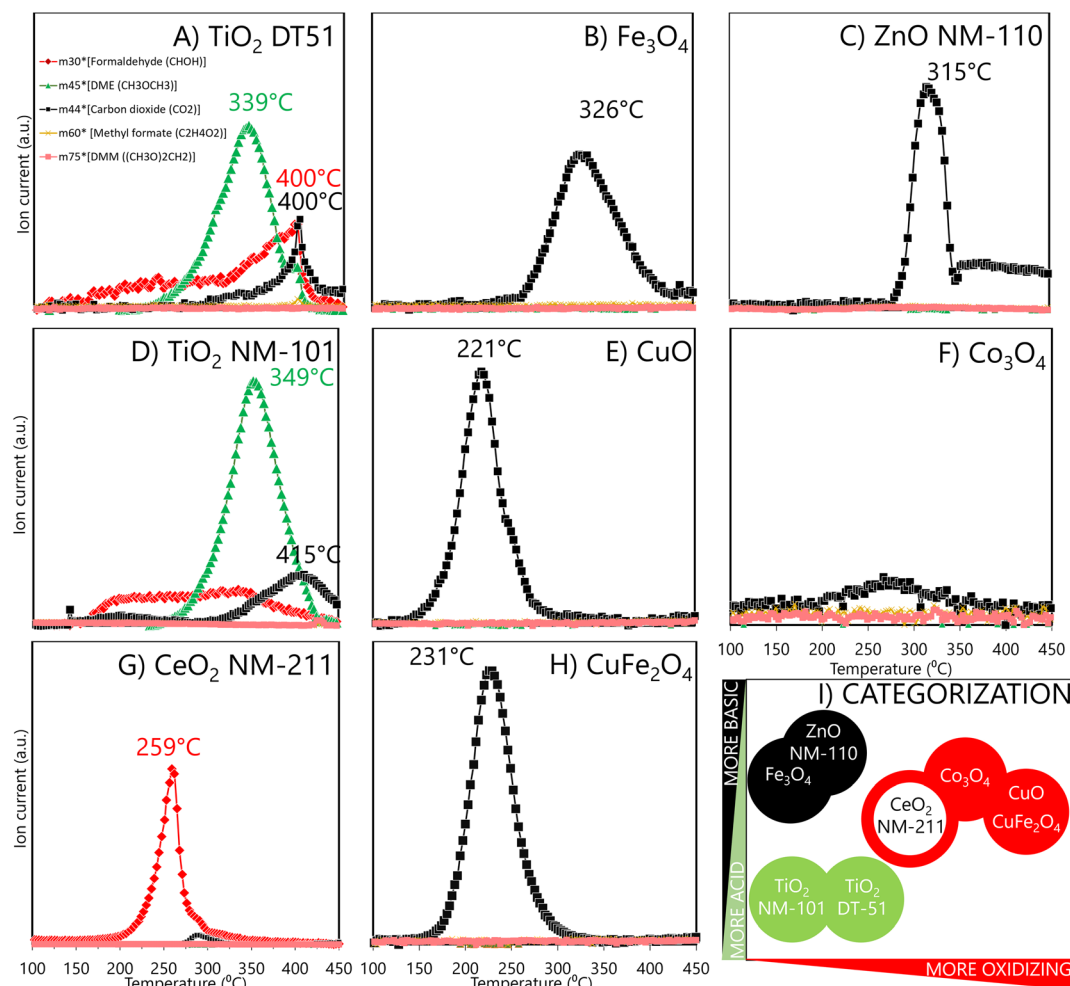 A) TiO₂ DT51
m30*[Formaldehyde (CHOH)]
m45*[DME (CH3OCH3)]
m44*[Carbon dioxide (CO2)]
m60* [Methyl formate (C2H4O2)]
m75*[DMM ((CH3O)2CH2)]
339°C
400°C
400°C
Ion current (a.u.)
B) Fe₃O₄
326°C
C) ZnO NM-110
315°C
D) TiO₂ NM-101
349°C
415°C
Ion current (a.u.)
E) CuO
221°C
F) Co₃O₄
100 150 200 250 300 350 400 450
Temperature (⁰C)
G) CeO₂ NM-211
259°C
Ion current (a.u.)
100 150 200 250 300 350 400 450
Temperature (⁰C)
H) CuFe₂O₄
231°C
100 150 200 250 300 350 400 450
Temperature (⁰C)
I) CATEGORIZATION
MORE BASIC
MORE ACID
ZnO
NM-110
Fe₃O₄
Co₃O₄
CeO₂
NM-211
CuO
CuFe₂O₄
TiO₂
NM-101
TiO₂
DT-51
MORE OXIDIZING